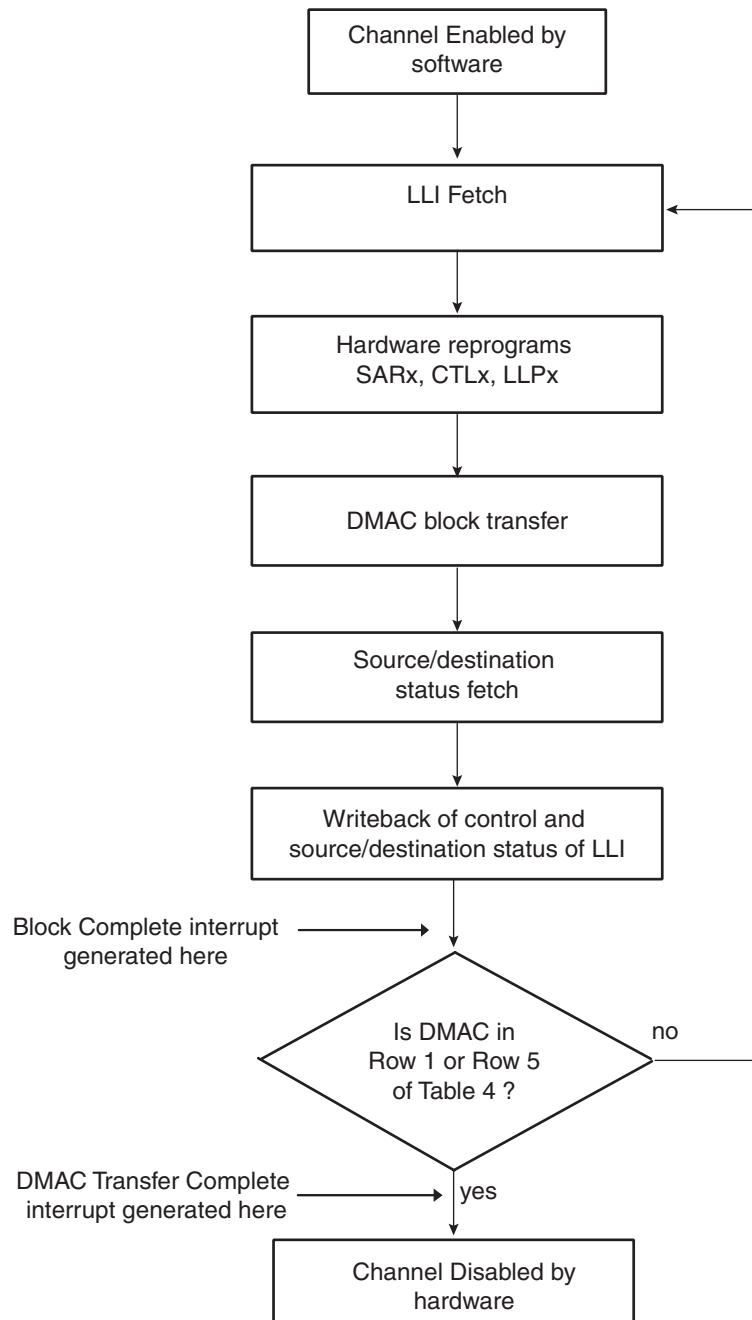 Channel Enabled by
software
LLI Fetch
Hardware reprograms
SARx, CTLx, LLPx
DMAC block transfer
Source/destination
status fetch
Writeback of control and
source/destination status of LLI
Block Complete interrupt
generated here
Is DMAC in
Row 1 or Row 5
of Table 4 ?
no
DMAC Transfer Complete
interrupt generated here
yes
Channel Disabled by
hardware